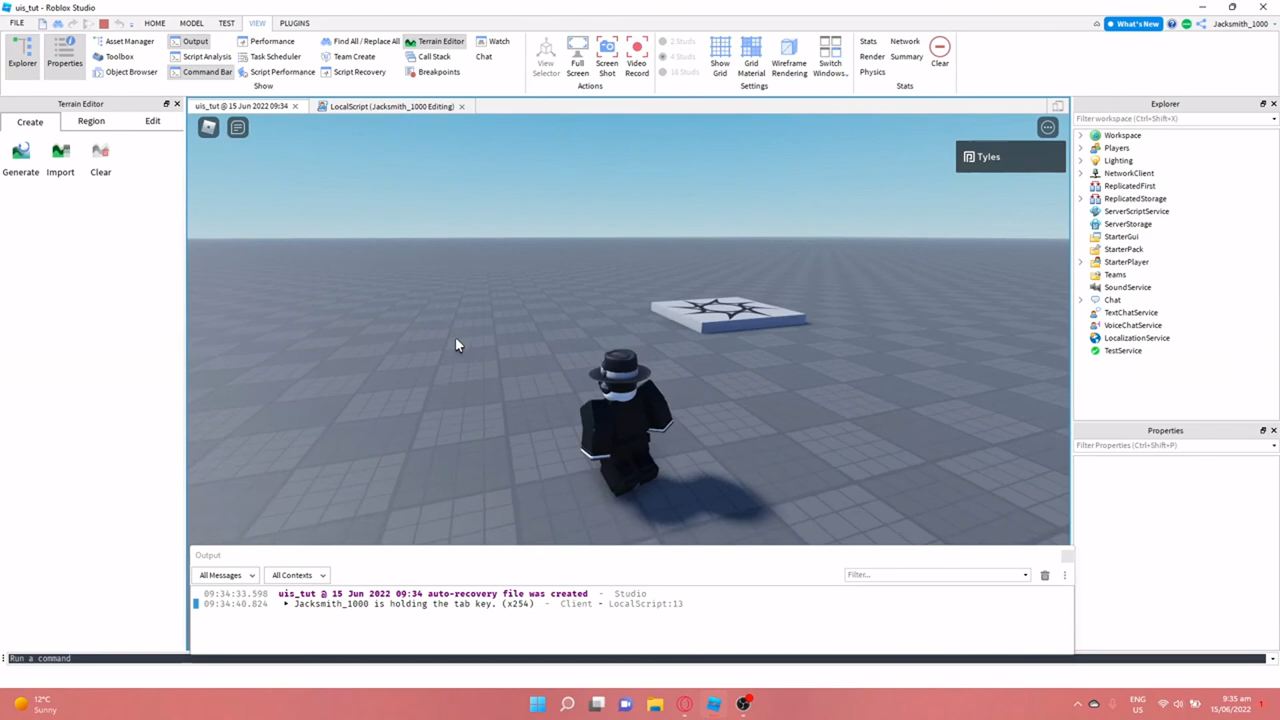 uis_tut - Roblox Studio
FILE HOME MODEL TEST VIEW PLUGINS What's New Jacksmith_1000
Explorer Properties
Asset Manager Output Performance Find All / Replace All Terrain Editor Watch
Toolbox Script Analysis Task Scheduler Team Create Call Stack Chat
Object Browser Command Bar Script Performance Script Recovery Breakpoints
Show
View Selector Full Screen Screen Shot Video Record
Actions
2 Studs
4 Studs
16 Studs
Show Grid Grid Material Wireframe Rendering Switch Windows..
Settings
Stats Network
Render Summary
Physics
Clear
Stats
Terrain Editor
Create Region Edit
Generate Import Clear
uis_tut @ 15 Jun 2022 09:34 LocalScript (Jacksmith_1000 Editing)
Tyles
Explorer
Filter workspace (Ctrl+Shift+X)
Workspace
Players
Lighting
NetworkClient
ReplicatedFirst
ReplicatedStorage
ServerScriptService
ServerStorage
StarterGui
StarterPack
StarterPlayer
Teams
SoundService
Chat
TextChatService
VoiceChatService
LocalizationService
TestService
Properties
Filter Properties (Ctrl+Shift+P)
Output
All Messages All Contexts Filter...
09:34:33.598 uis_tut @ 15 Jun 2022 09:34 auto-recovery file was created - Studio
09:34:40.824 Jacksmith_1000 is holding the tab key. (x254) - Client - LocalScript:13
Run a command
12°C
Sunny
ENG
US
9:35 am
15/06/2022
1